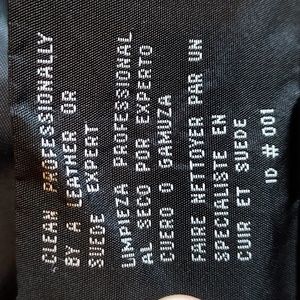 CLEAN PROFESSIONALLY
BY A LEATHER OR
SUEDE EXPERT
LIMPIEZA PROFESSIONAL
AL SECO POR EXPERTO
CUERO O GAMUZA
FAIRE NETTOYER PAR UN
SPECIALISTE EN
CUIR ET SUEDE
ID # 001